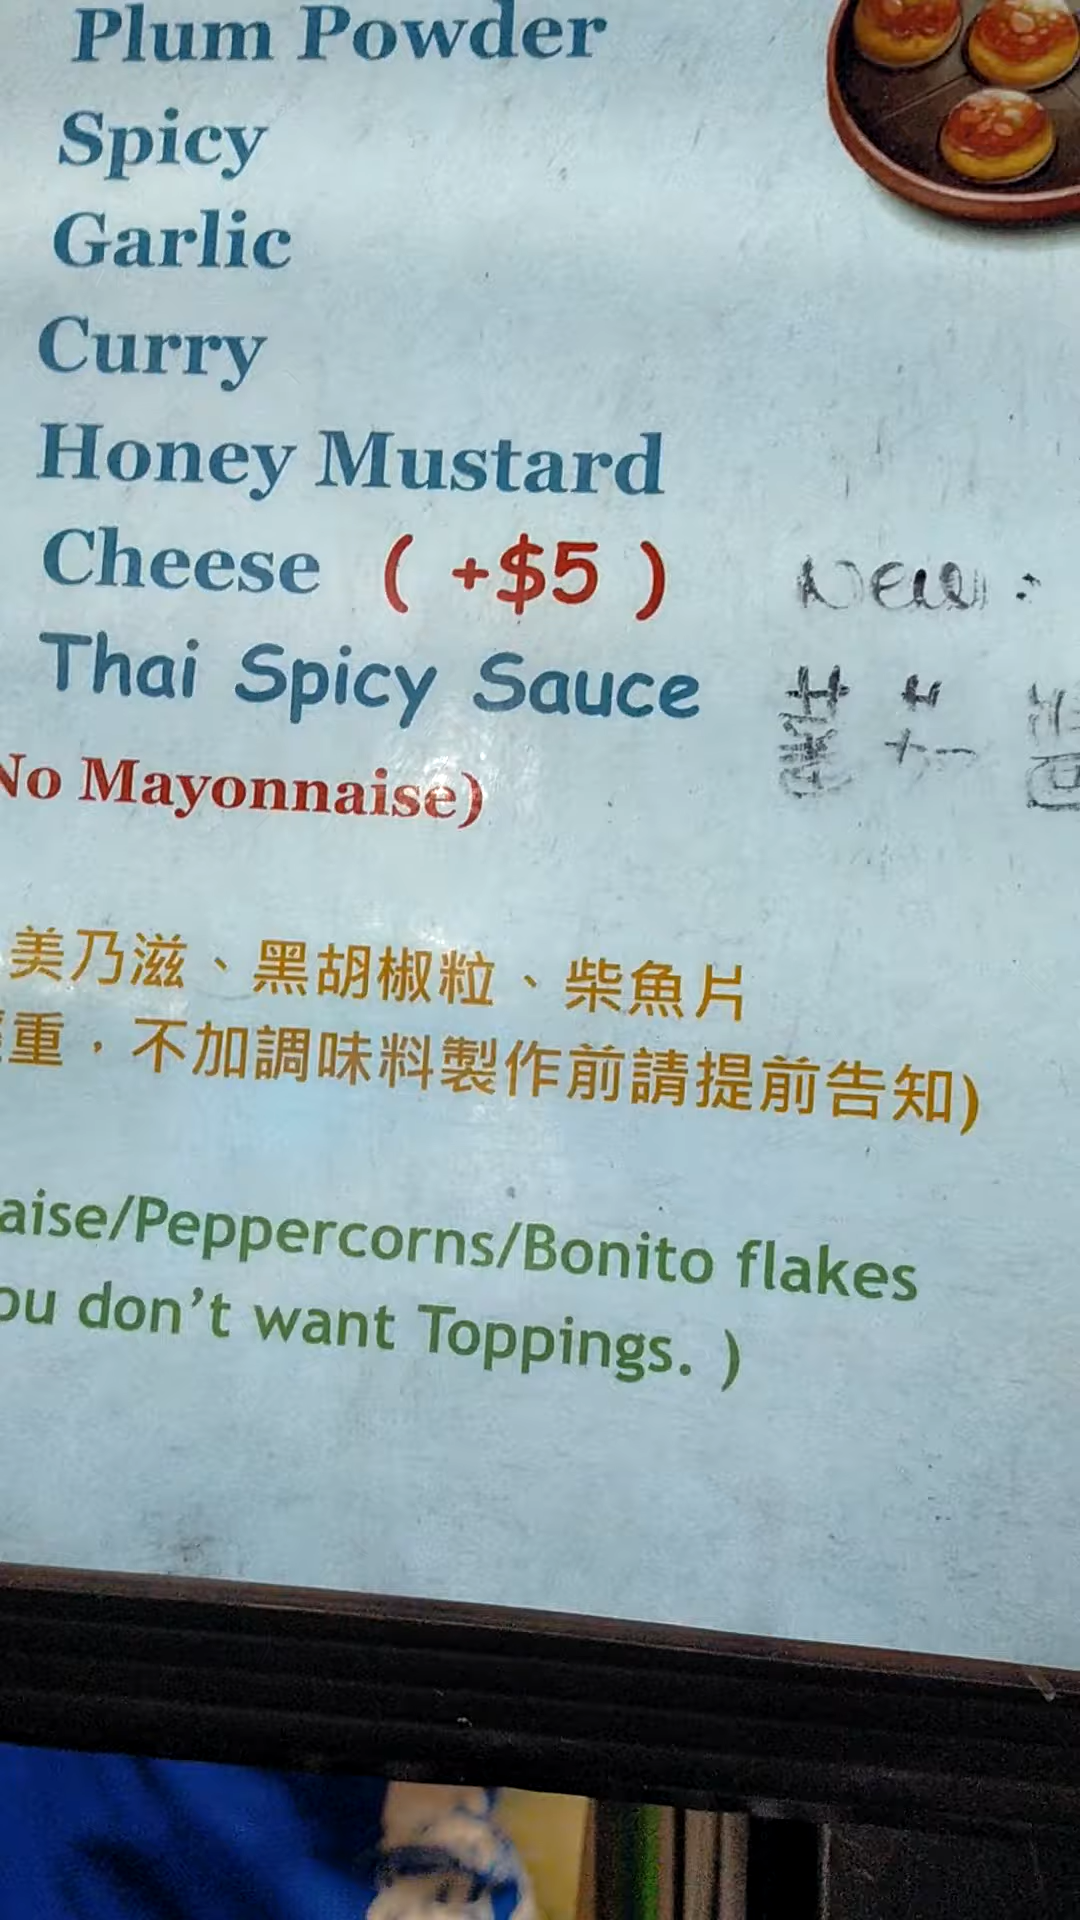 Plum Powder
Spicy
Garlic
Curry
Honey Mustard
Cheese ( +$5 )
New:
Thai Spicy Sauce
No Mayonnaise)
美乃滋、黑胡椒粒、柴魚片
重，不加調味料製作前請提前告知)
aise/Peppercorns/Bonito flakes
ou don't want Toppings. )